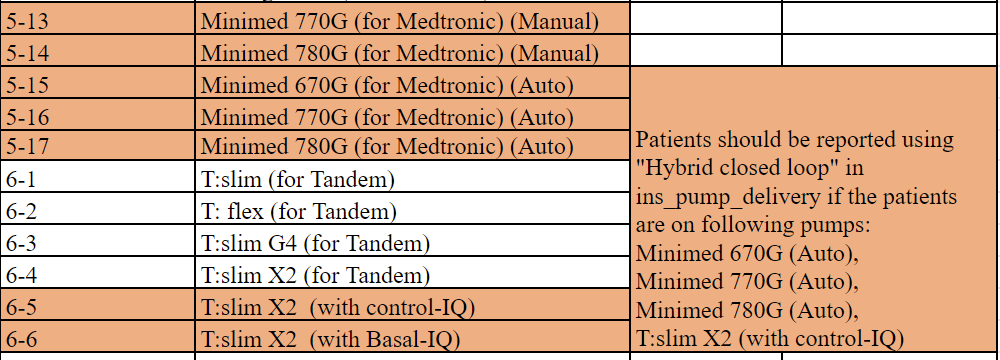 5-13 Minimed 770G (for Medtronic) (Manual)
5-14 Minimed 780G (for Medtronic) (Manual)
5-15 Minimed 670G (for Medtronic) (Auto)
5-16 Minimed 770G (for Medtronic) (Auto)
5-17 Minimed 780G (for Medtronic) (Auto)
6-1 T:slim (for Tandem)
6-2 T: flex (for Tandem)
6-3 T:slim G4 (for Tandem)
6-4 T:slim X2 (for Tandem)
6-5 T:slim X2  (with control-IQ)
6-6 T:slim X2  (with Basal-IQ)
Patients should be reported using
"Hybrid closed loop" in
ins_pump_delivery if the patients
are on following pumps:
Minimed 670G (Auto),
Minimed 770G (Auto),
Minimed 780G (Auto),
T:slim X2 (with control-IQ)